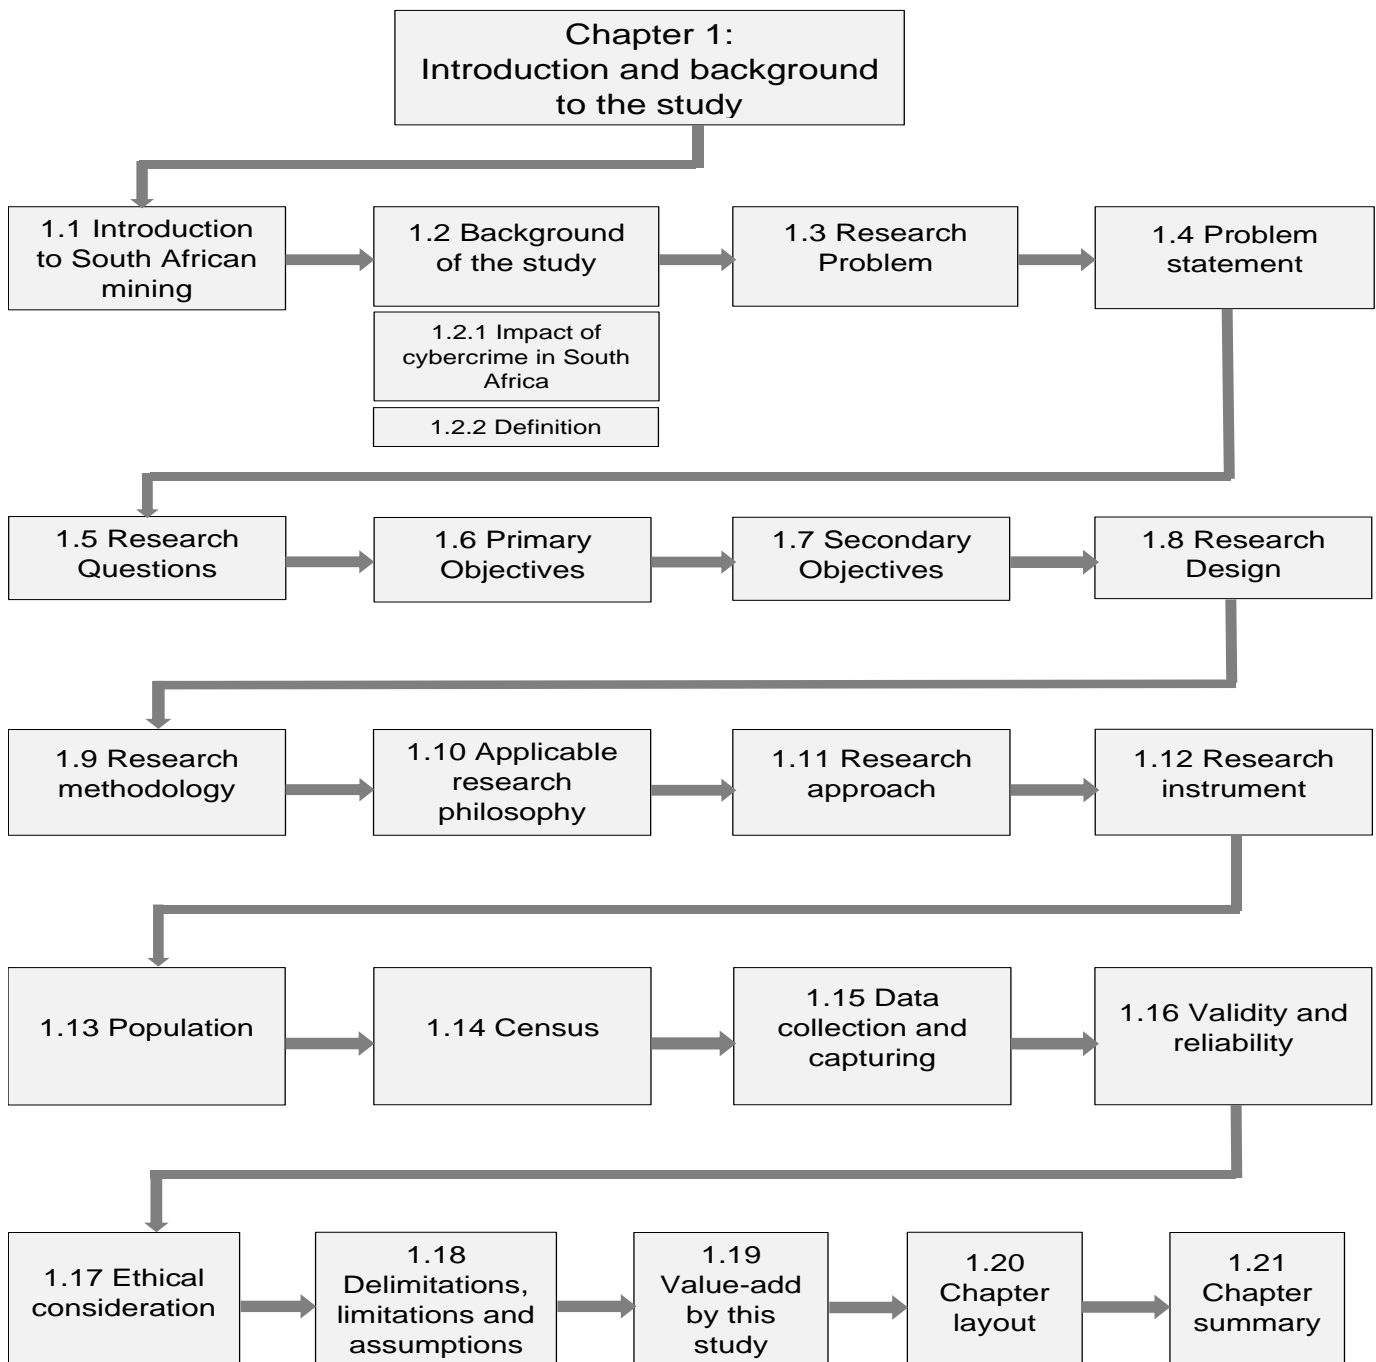 Chapter 1:
Introduction and background
to the study
1.1 Introduction
to South African
mining
1.2 Background
of the study
1.2.1 Impact of
cybercrime in South
Africa
1.2.2 Definition
1.3 Research
Problem
1.4 Problem
statement
1.5 Research
Questions
1.6 Primary
Objectives
1.7 Secondary
Objectives
1.8 Research
Design
1.9 Research
methodology
1.10 Applicable
research
philosophy
1.11 Research
approach
1.12 Research
instrument
1.13 Population
1.14 Census
1.15 Data
collection and
capturing
1.16 Validity and
reliability
1.17 Ethical
consideration
1.18
Delimitations,
limitations and
assumptions
1.19
Value-add
by this
study
1.20
Chapter
layout
1.21
Chapter
summary